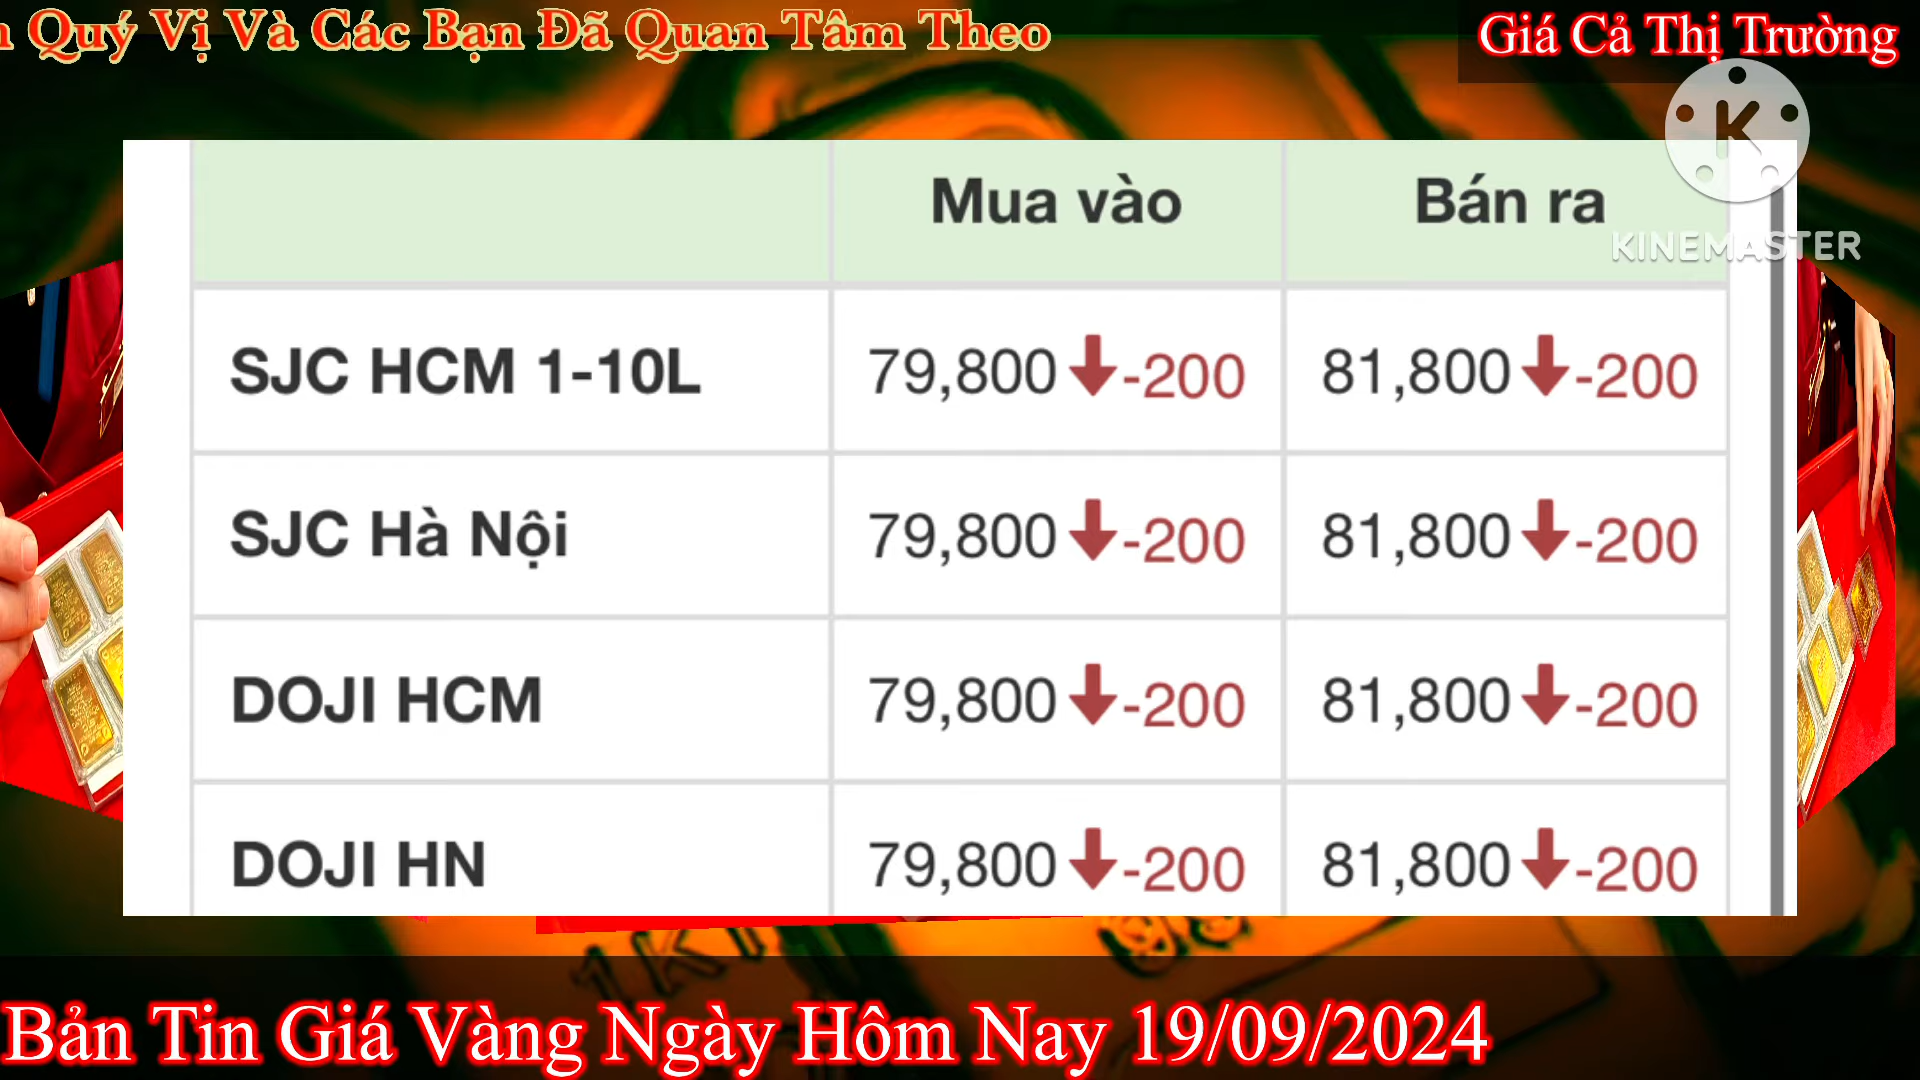 Quý Vị Và Các Bạn Đã Quan Tâm Theo
Giá Cả Thị Trường
K
KINEMASTER
Mua vào Bán ra
SJC HCM 1-10L 79,800 -200 81,800 -200
SJC Hà Nội 79,800 -200 81,800 -200
DOJI HCM 79,800 -200 81,800 -200
DOJI HN 79,800 -200 81,800 -200
Bản Tin Giá Vàng Ngày Hôm Nay 19/09/2024